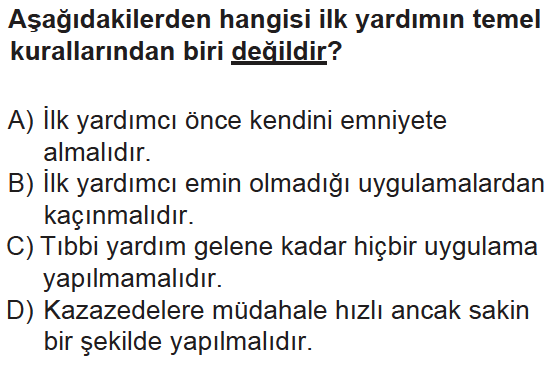 Aşağıdakilerden hangisi ilk yardımın temel
kurallarından biri değildir?
A) İlk yardımcı önce kendini emniyete
almalıdır.
B) İlk yardımcı emin olmadığı uygulamalardan
kaçınmalıdır.
C) Tıbbi yardım gelene kadar hiçbir uygulama
yapılmamalıdır.
D) Kazazedelere müdahale hızlı ancak sakin
bir şekilde yapılmalıdır.